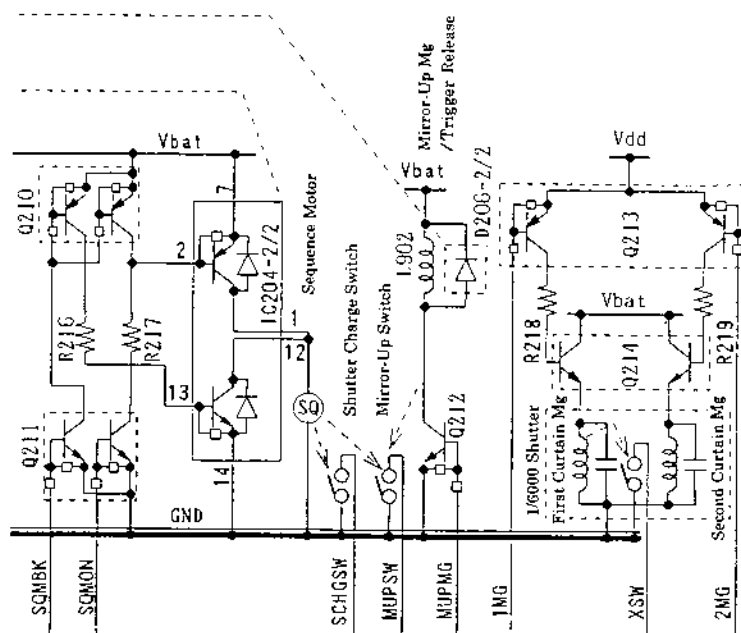 Vbat
Q210
7
2
IC204-2/2
Sequence Motor
R216
R217
1
12
13
SQ
Q211
14
GND
Shutter Charge Switch
Mirror-Up Switch
Mirror-Up Mg
/Trigger Release
Vbat
D206-2/2
L902
Q212
Vdd
Q213
Vbat
R218
R219
Q214
1/6000 Shutter
First Curtain Mg
Second Curtain Mg
SQMBK
SQMON
SCHGSW
MUPSW
MUPMG
1MG
XSW
2MG